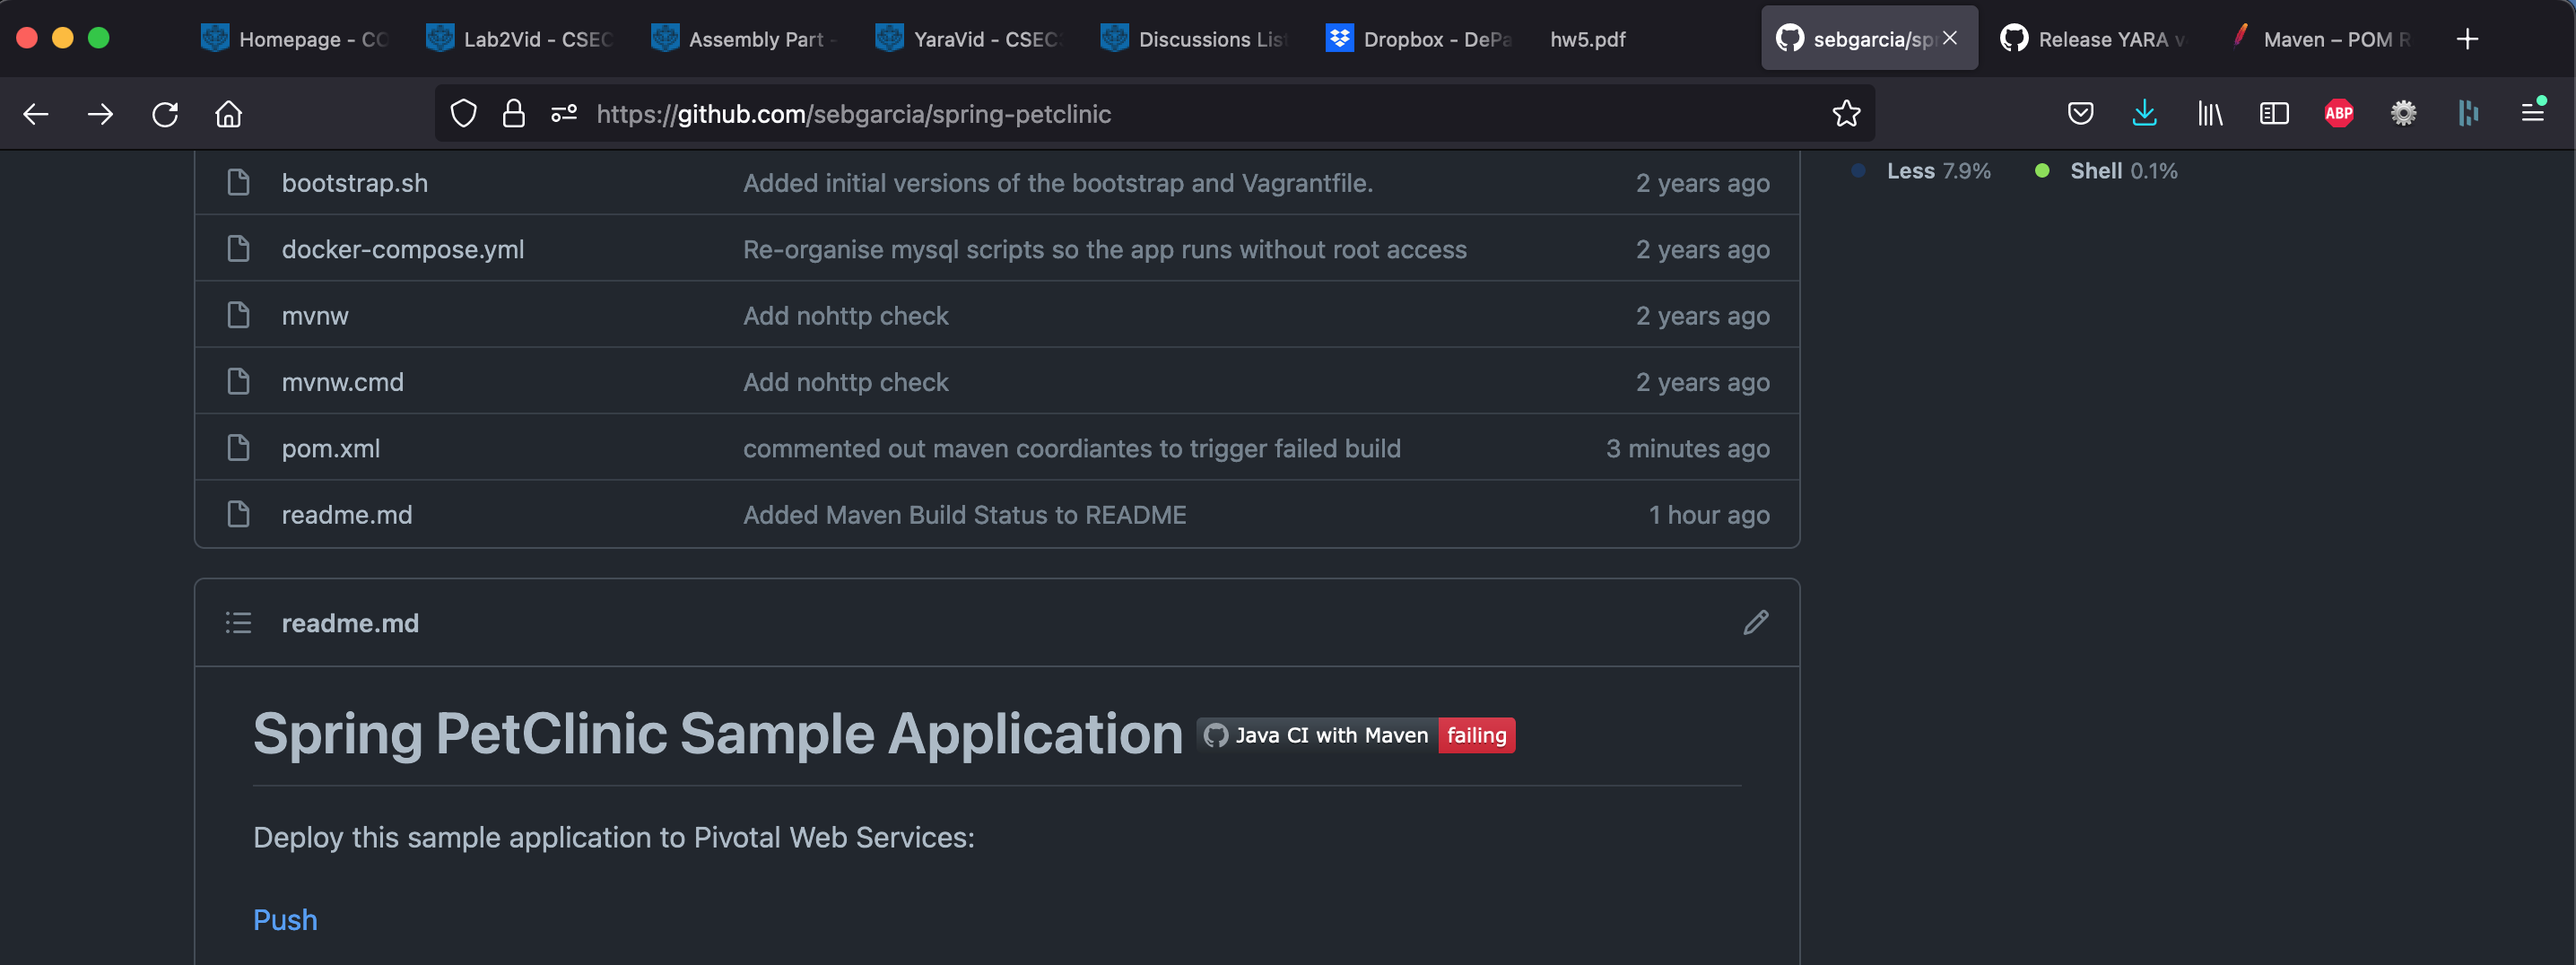 Homepage - CO
Lab2Vid - CSEC
Assembly Part -
YaraVid - CSEC
Discussions List
Dropbox - DePa
hw5.pdf
sebgarcia/sp
Release YARA v
Maven – POM R
https://github.com/sebgarcia/spring-petclinic
ABP
Less 7.9% Shell 0.1%
bootstrap.sh Added initial versions of the bootstrap and Vagrantfile. 2 years ago
docker-compose.yml Re-organise mysql scripts so the app runs without root access 2 years ago
mvnw Add nohttp check 2 years ago
mvnw.cmd Add nohttp check 2 years ago
pom.xml commented out maven coordiantes to trigger failed build 3 minutes ago
readme.md Added Maven Build Status to README 1 hour ago
readme.md
Spring PetClinic Sample Application Java CI with Maven failing
Deploy this sample application to Pivotal Web Services:
Push